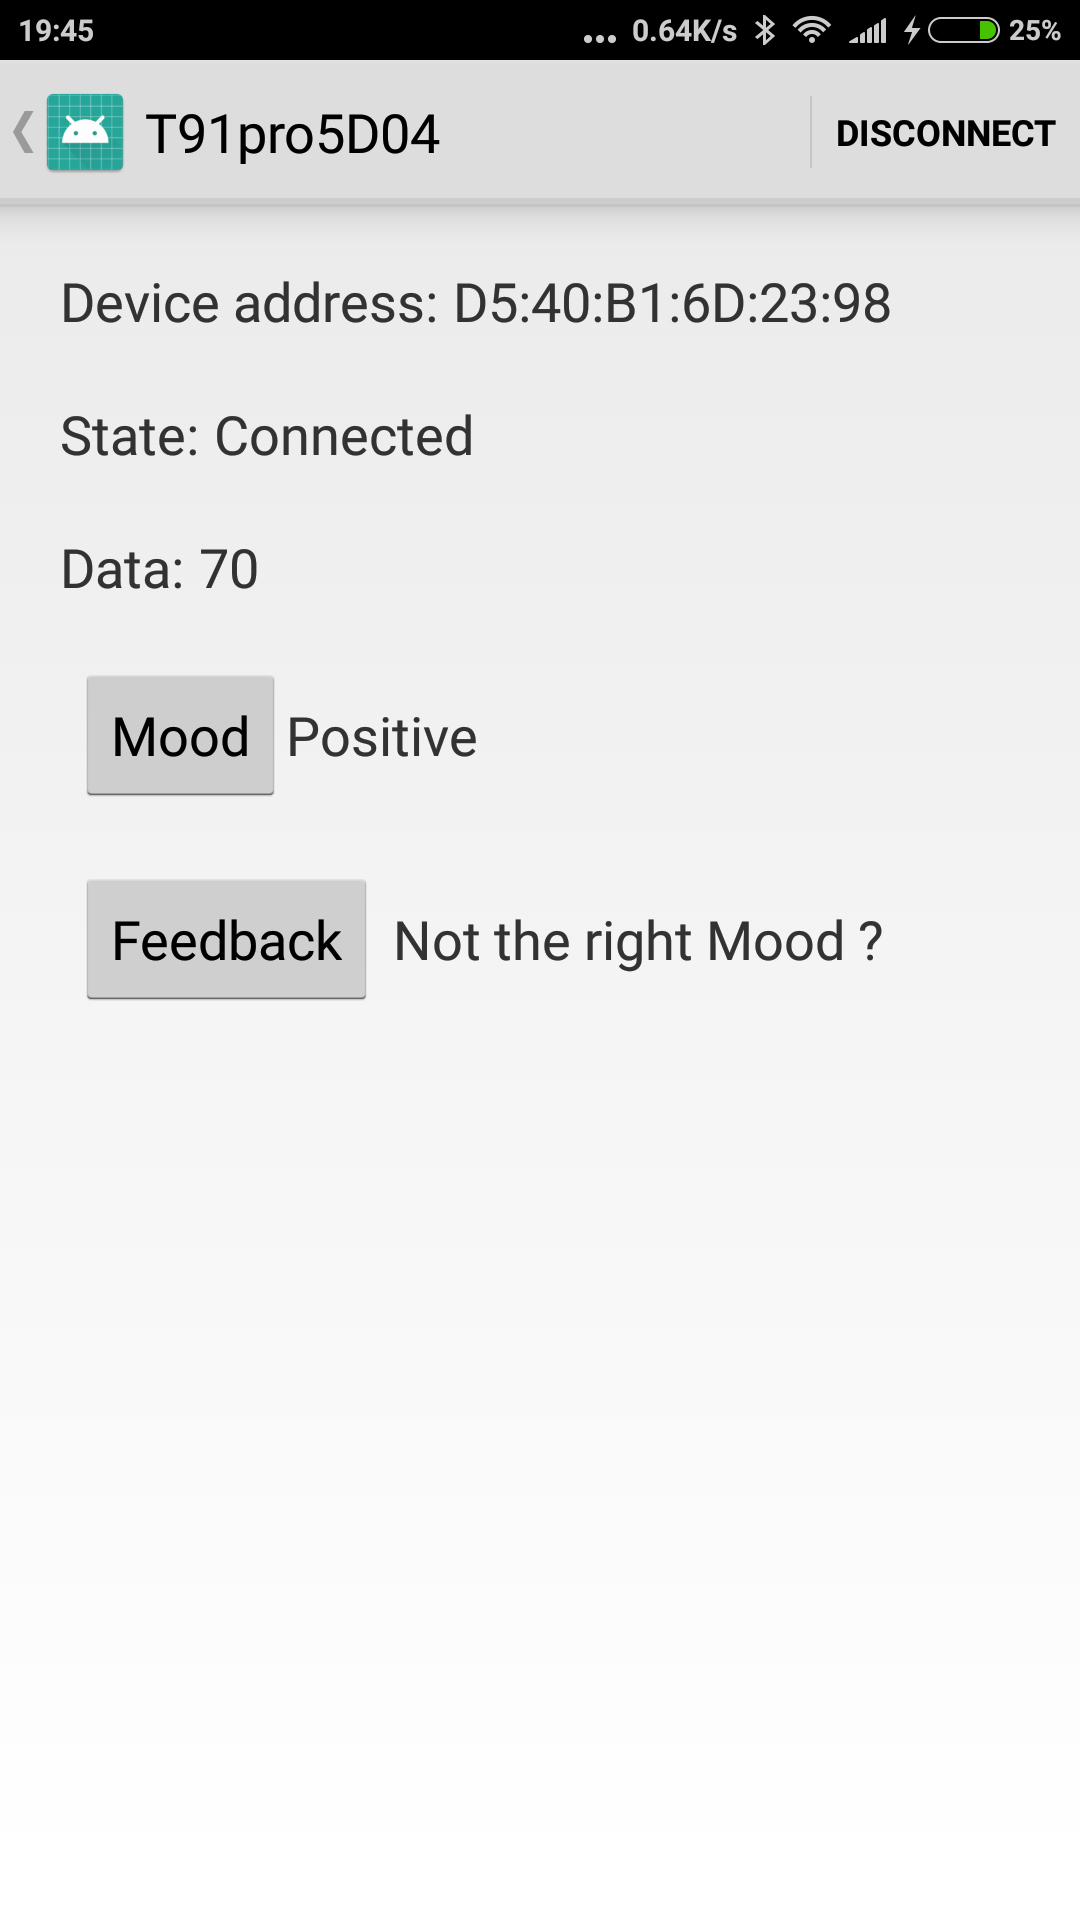 19:45 ... 0.64K/s 25%
T91pro5D04 DISCONNECT
Device address: D5:40:B1:6D:23:98
State: Connected
Data: 70
Mood Positive
Feedback Not the right Mood ?